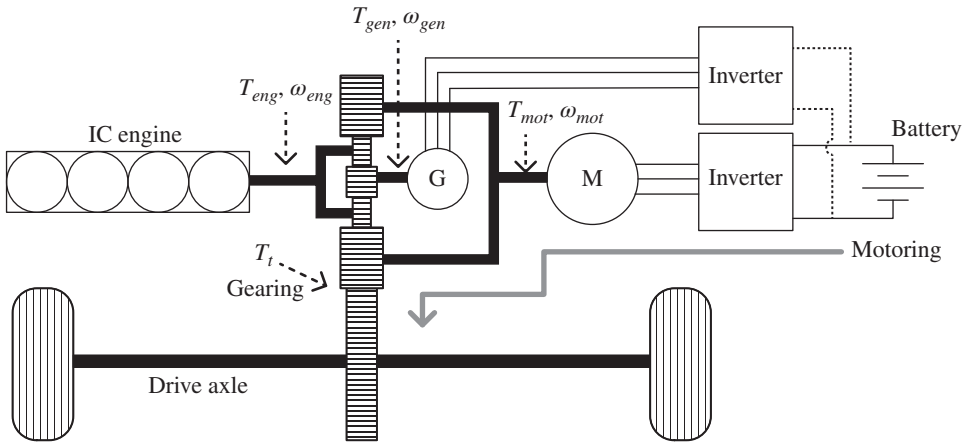 T_gen, ω_gen
T_eng, ω_eng
Inverter
T_mot, ω_mot
IC engine
Battery
G
M
Inverter
T_t
Gearing
Motoring
Drive axle